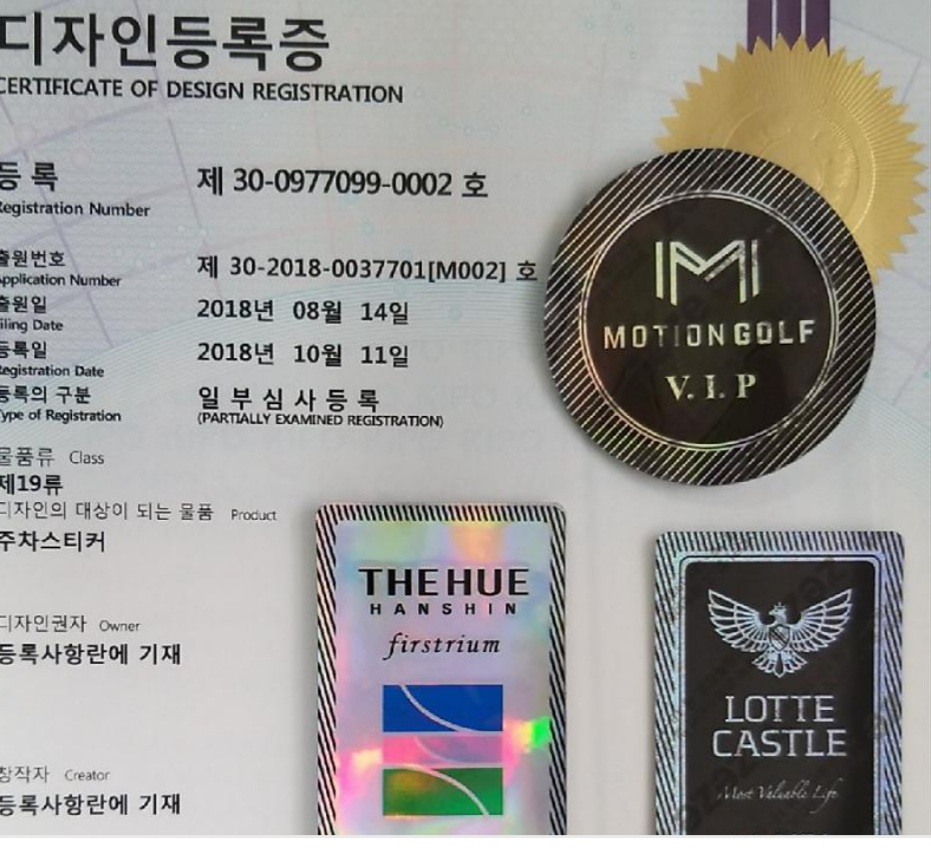 디자인등록증
CERTIFICATE OF DESIGN REGISTRATION
등 록
Registration Number
제 30-0977099-0002 호
출원번호
Application Number
제 30-2018-0037701[M002] 호
출원일
Filing Date
2018년 08월 14일
등록일
Registration Date
2018년 10월 11일
등록의 구분
Type of Registration
일 부 심 사 등 록
(PARTIALLY EXAMINED REGISTRATION)
물품류 Class
제19류
디자인의 대상이 되는 물품 Product
주차스티커
디자인권자 Owner
등록사항란에 기재
창작자 Creator
등록사항란에 기재
M
MOTIONGOLF
V.I.P
THE HUE
HANSHIN
firstrium
LOTTE
CASTLE
Most Valuable Life